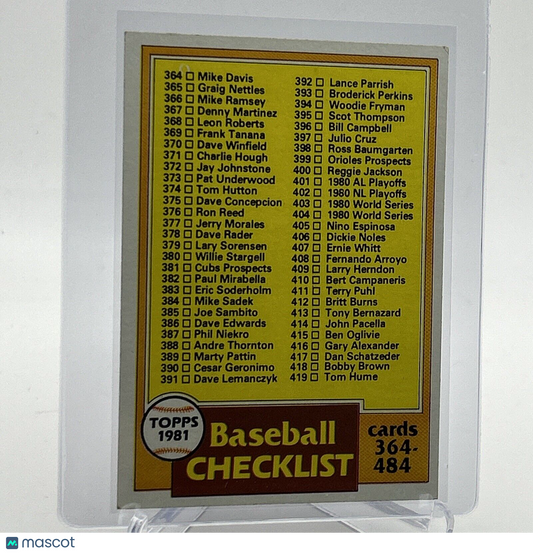 364 Mike Davis
365 Graig Nettles
366 Mike Ramsey
367 Denny Martinez
368 Leon Roberts
369 Frank Tanana
370 Dave Winfield
371 Charlie Hough
372 Jay Johnstone
373 Pat Underwood
374 Tom Hutton
375 Dave Concepcion
376 Ron Reed
377 Jerry Morales
378 Dave Rader
379 Lary Sorensen
380 Willie Stargell
381 Cubs Prospects
382 Paul Mirabella
383 Eric Soderholm
384 Mike Sadek
385 Joe Sambito
386 Dave Edwards
387 Phil Niekro
388 Andre Thornton
389 Marty Pattin
390 Cesar Geronimo
391 Dave Lemanczyk
392 Lance Parrish
393 Broderick Perkins
394 Woodie Fryman
395 Scot Thompson
396 Bill Campbell
397 Julio Cruz
398 Ross Baumgarten
399 Orioles Prospects
400 Reggie Jackson
401 1980 AL Playoffs
402 1980 NL Playoffs
403 1980 World Series
404 1980 World Series
405 Nino Espinosa
406 Dickie Noles
407 Ernie Whitt
408 Fernando Arroyo
409 Larry Herndon
410 Bert Campaneris
411 Terry Puhl
412 Britt Burns
413 Tony Bernazard
414 John Pacella
415 Ben Oglivie
416 Gary Alexander
417 Dan Schatzeder
418 Bobby Brown
419 Tom Hume
TOPPS
1981
Baseball
CHECKLIST
cards
364-
484
mascot